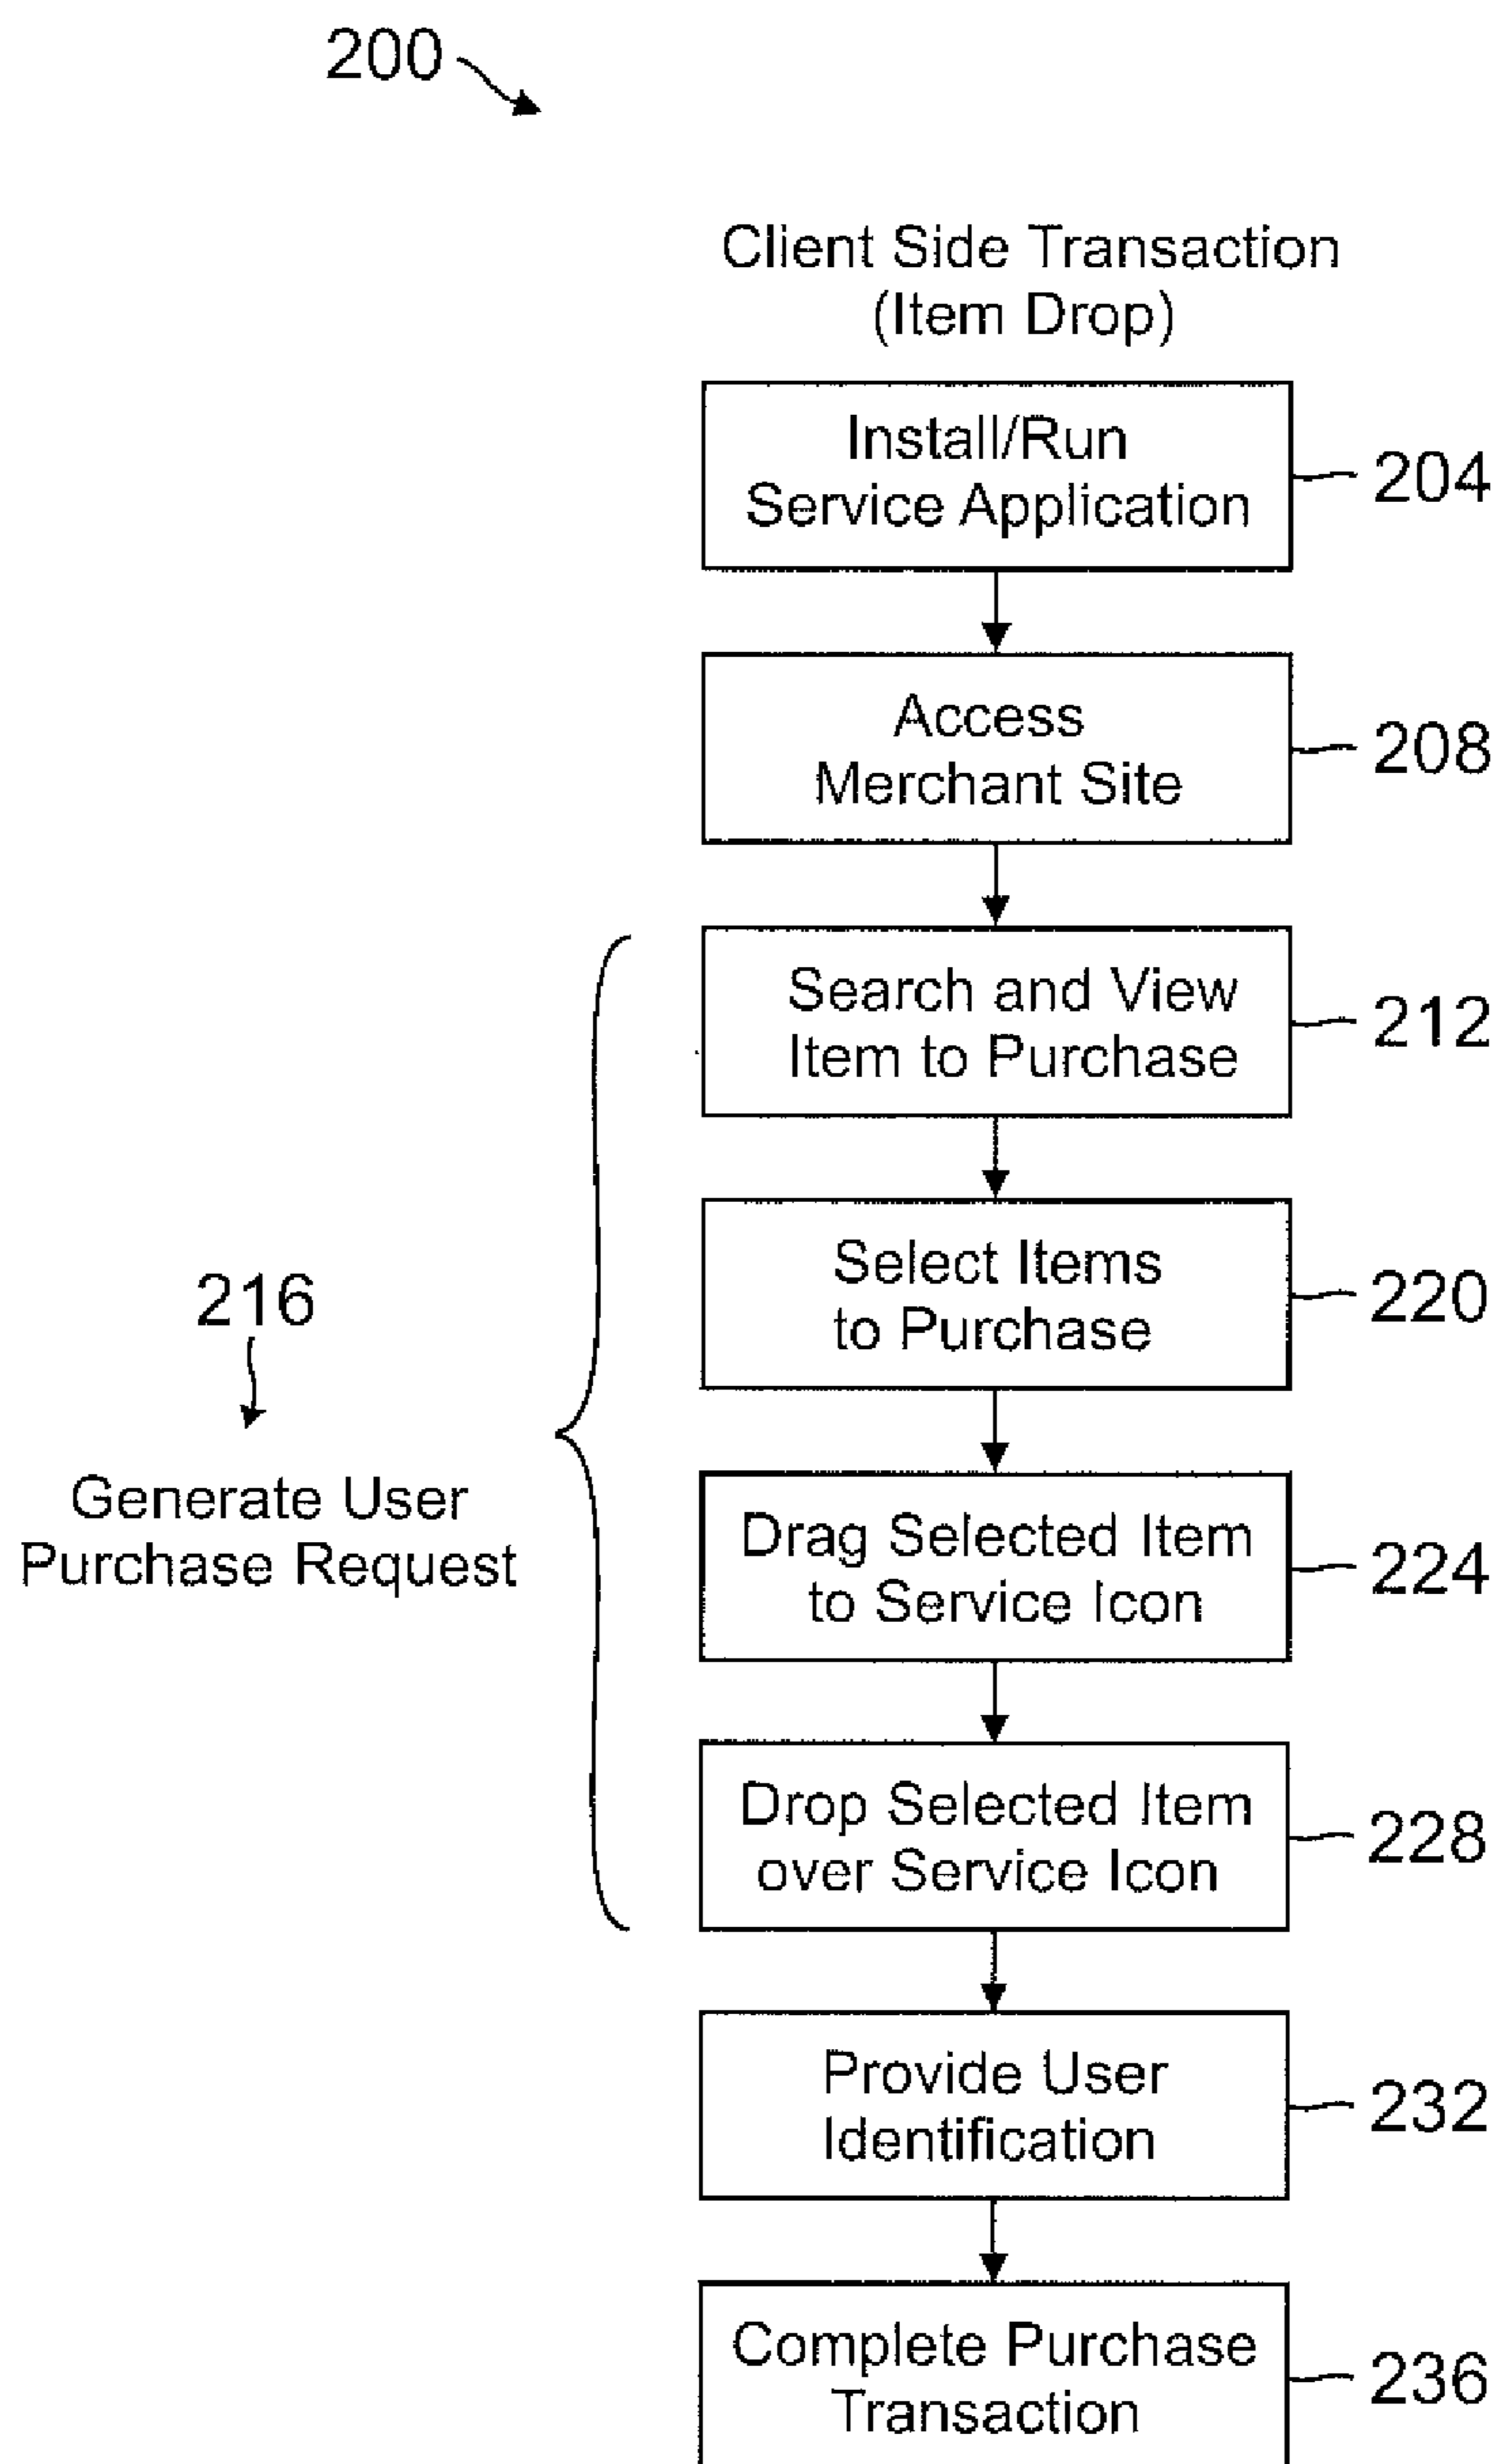 200
Client Side Transaction
(Item Drop)
Install/Run
Service Application
204
Access
Merchant Site
208
Search and View
Item to Purchase
212
216
Generate User
Purchase Request
Select Items
to Purchase
220
Drag Selected Item
to Service Icon
224
Drop Selected Item
over Service Icon
228
Provide User
Identification
232
Complete Purchase
Transaction
236